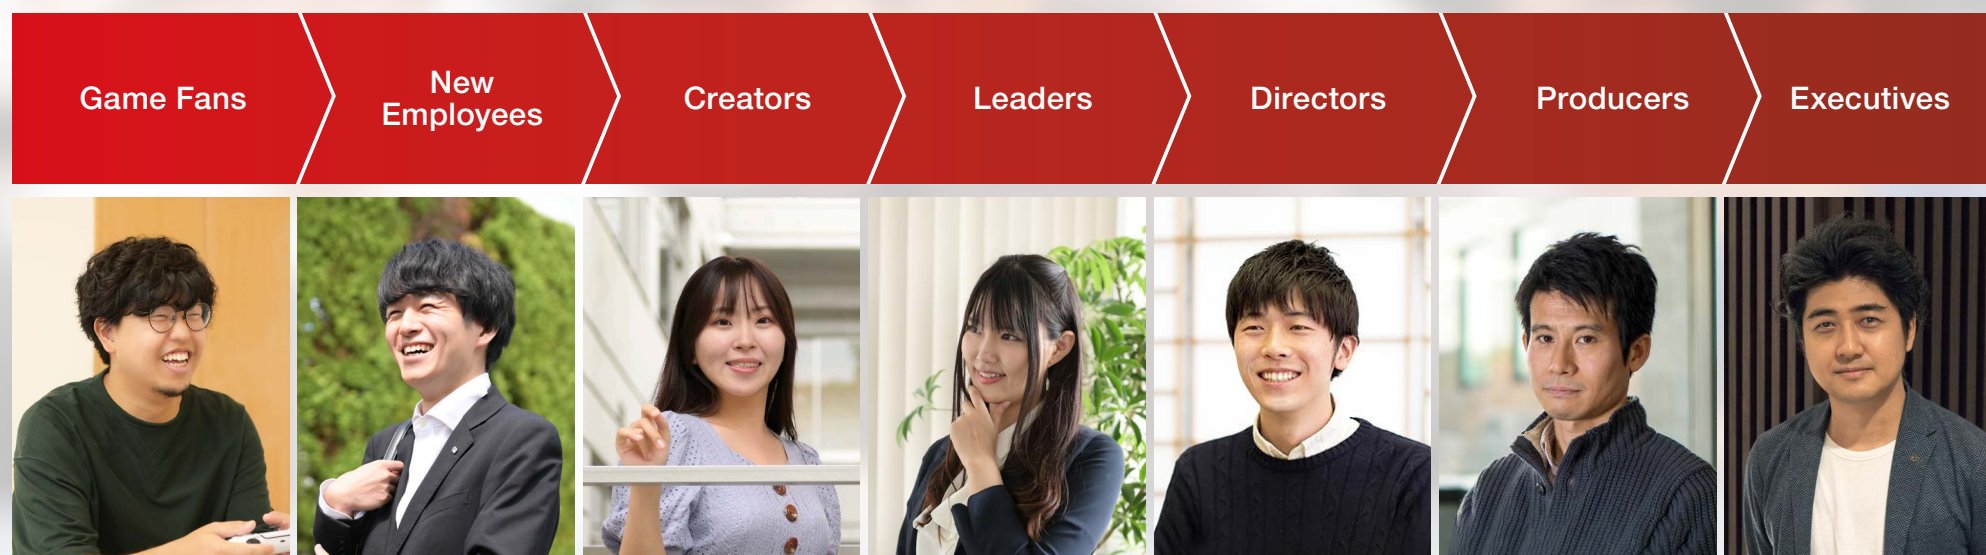 Game Fans
New
Employees
Creators
Leaders
Directors
Producers
Executives